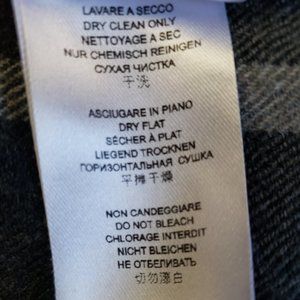 LAVARE A SECCO
DRY CLEAN ONLY
NETTOYAGE A SEC
NUR CHEMISCH REINIGEN
СУХАЯ ЧИСТКА
干洗
ASCIUGARE IN PIANO
DRY FLAT
SÉCHER À PLAT
LIEGEND TROCKNEN
ГОРИЗОНТАЛЬНАЯ СУШКА
平摊干燥
NON CANDEGGIARE
DO NOT BLEACH
CHLORAGE INTERDIT
NICHT BLEICHEN
НЕ ОТБЕЛИВАТЬ
切勿漂白